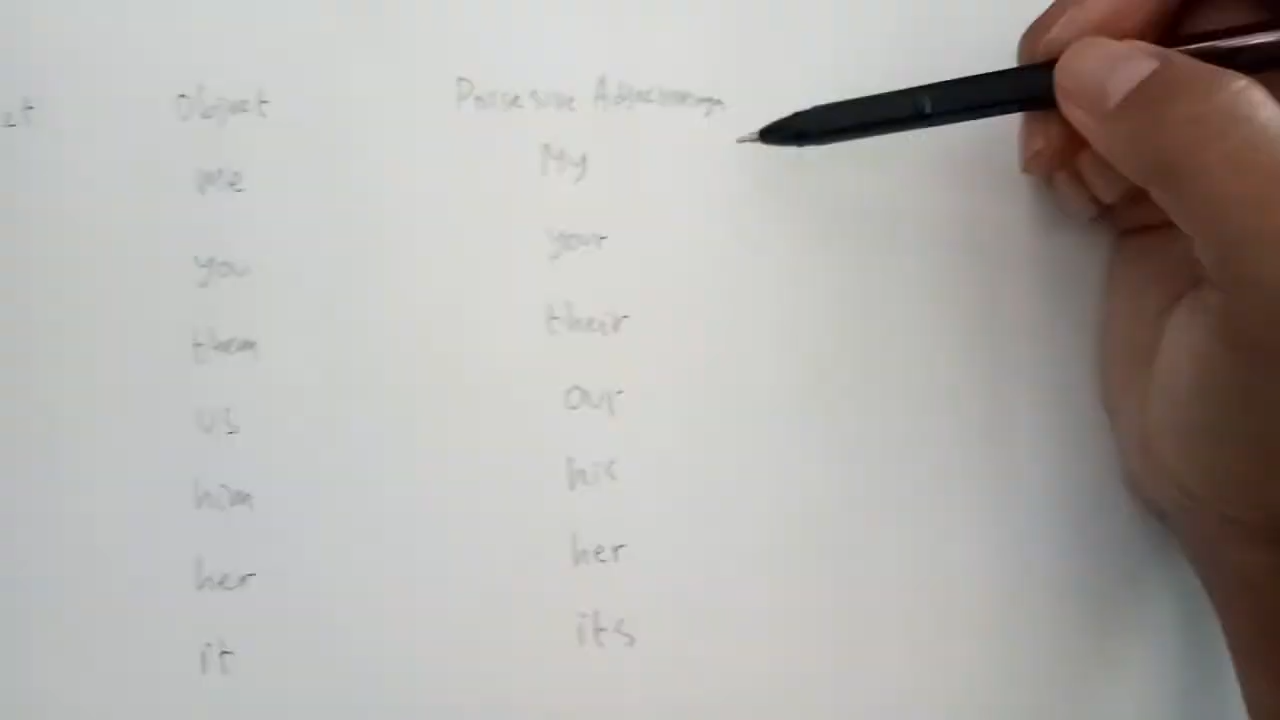 Object
me My
you your
them their
us our
him his
her her
it its